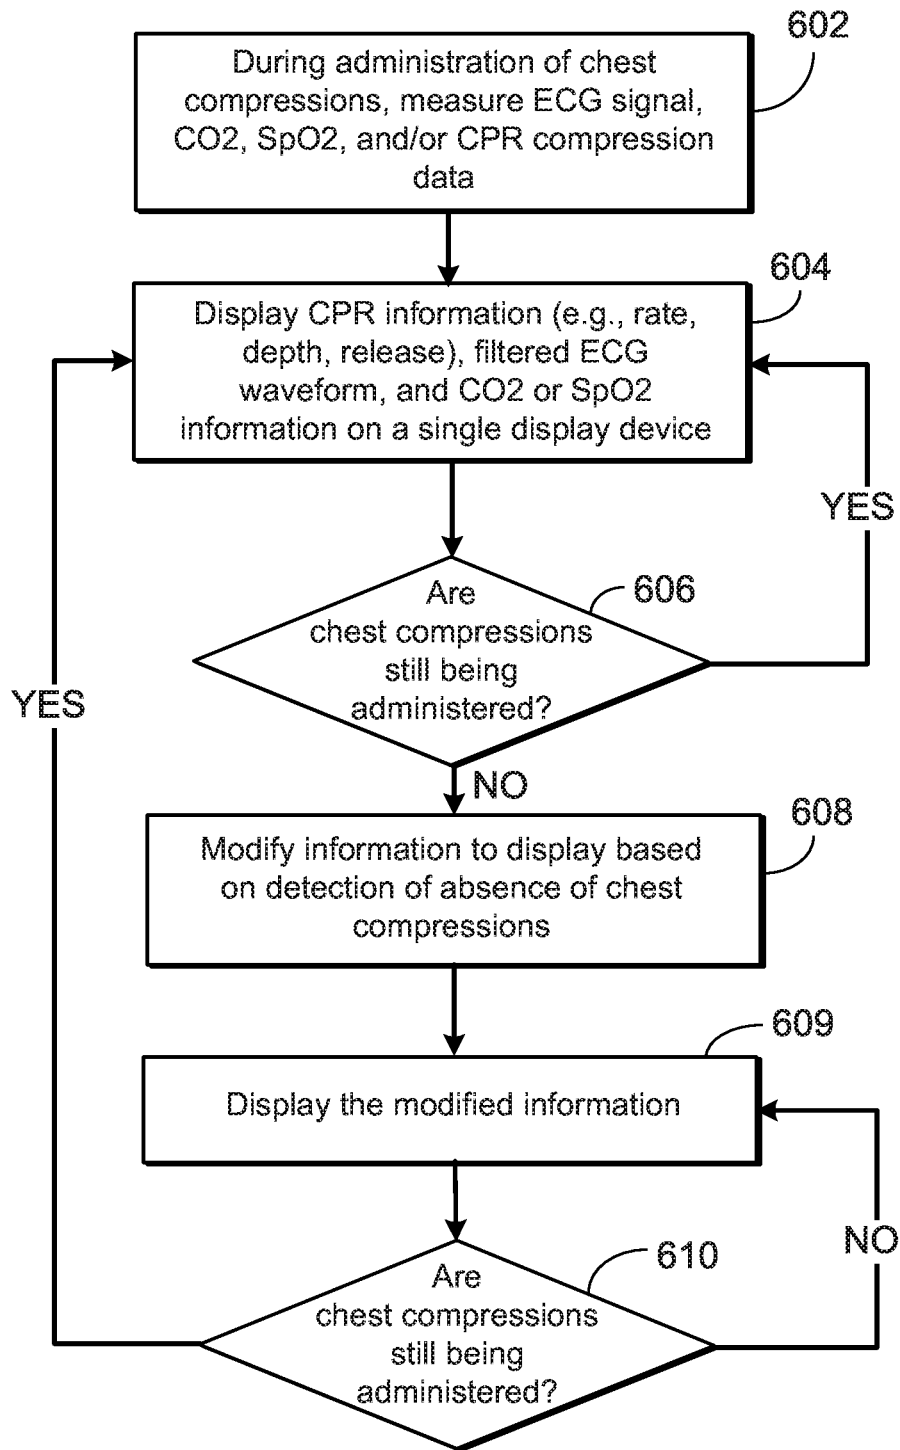 602
During administration of chest
compressions, measure ECG signal,
CO2, SpO2, and/or CPR compression
data
604
Display CPR information (e.g., rate,
depth, release), filtered ECG
waveform, and CO2 or SpO2
information on a single display device
YES
606
Are
chest compressions
still being
administered?
YES
NO
608
Modify information to display based
on detection of absence of chest
compressions
609
Display the modified information
NO
610
Are
chest compressions
still being
administered?